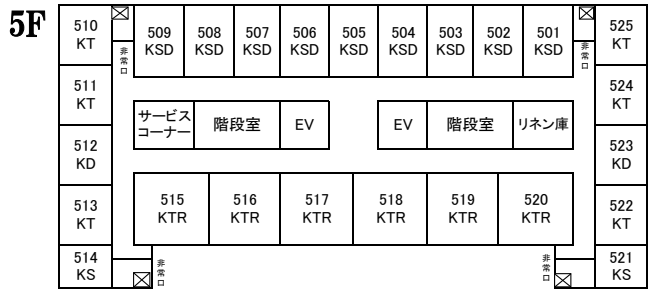 5F
510
KT
非常口
509
KSD
508
KSD
507
KSD
506
KSD
505
KSD
504
KSD
503
KSD
502
KSD
501
KSD
非常口
525
KT
511
KT
524
KT
サービス
コーナー
階段室
EV
EV
階段室
リネン庫
512
KD
523
KD
513
KT
515
KTR
516
KTR
517
KTR
518
KTR
519
KTR
520
KTR
522
KT
514
KS
非常口
非常口
521
KS